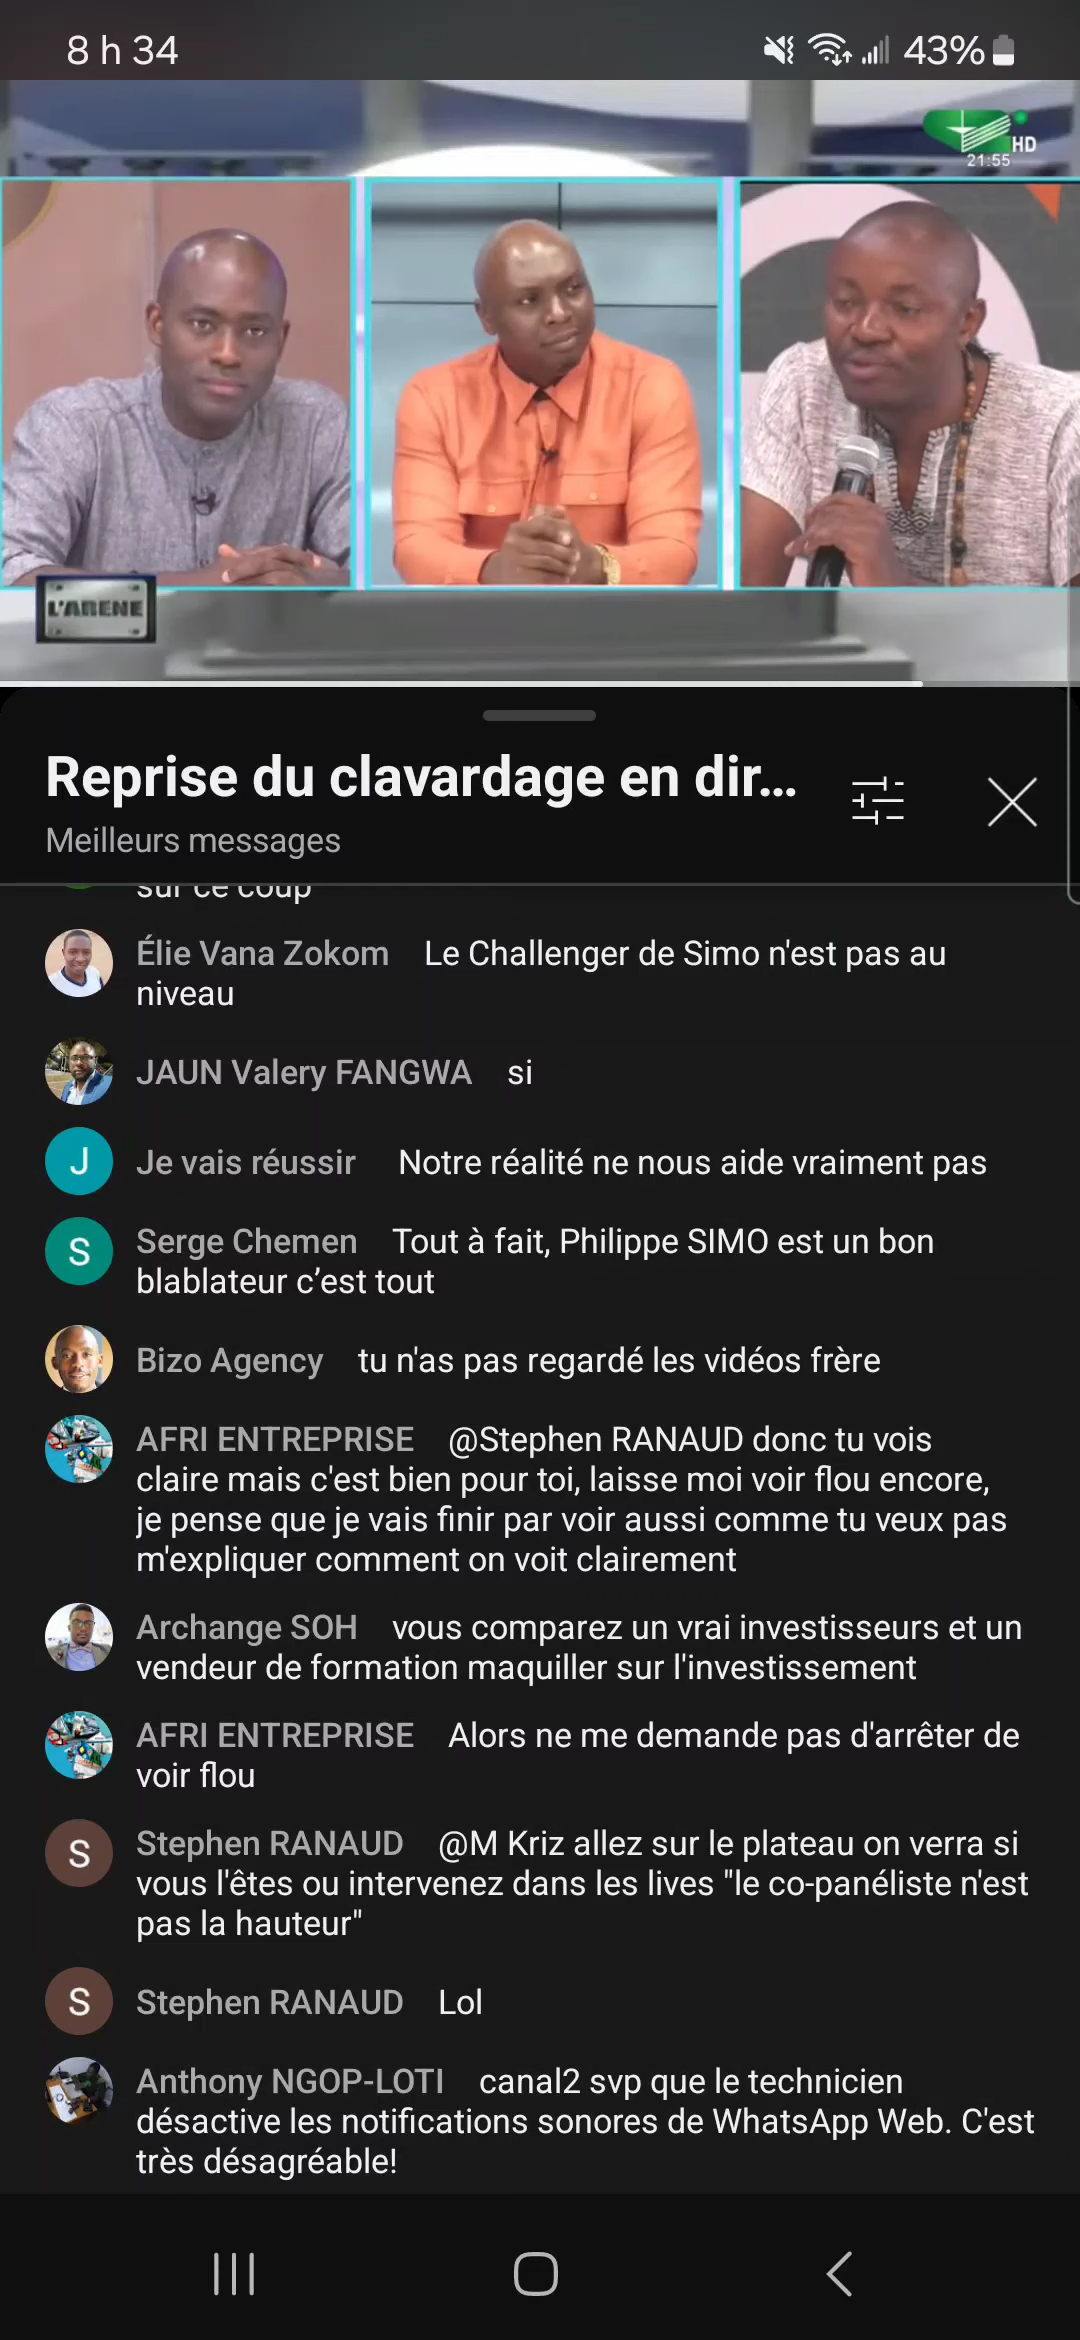 8 h 34
43%
HD
21:55
L'ARENE
Reprise du clavardage en dir...
Meilleurs messages
sur ce coup
Élie Vana Zokom Le Challenger de Simo n'est pas au
niveau
JAUN Valery FANGWA si
J Je vais réussir Notre réalité ne nous aide vraiment pas
S Serge Chemen Tout à fait, Philippe SIMO est un bon
blablateur c’est tout
Bizo Agency tu n'as pas regardé les vidéos frère
AFRI ENTREPRISE @Stephen RANAUD donc tu vois
claire mais c'est bien pour toi, laisse moi voir flou encore,
je pense que je vais finir par voir aussi comme tu veux pas
m'expliquer comment on voit clairement
Archange SOH vous comparez un vrai investisseurs et un
vendeur de formation maquiller sur l'investissement
AFRI ENTREPRISE Alors ne me demande pas d'arrêter de
voir flou
S Stephen RANAUD @M Kriz allez sur le plateau on verra si
vous l'êtes ou intervenez dans les lives "le co-panéliste n'est
pas la hauteur"
S Stephen RANAUD Lol
Anthony NGOP-LOTI canal2 svp que le technicien
désactive les notifications sonores de WhatsApp Web. C'est
très désagréable!